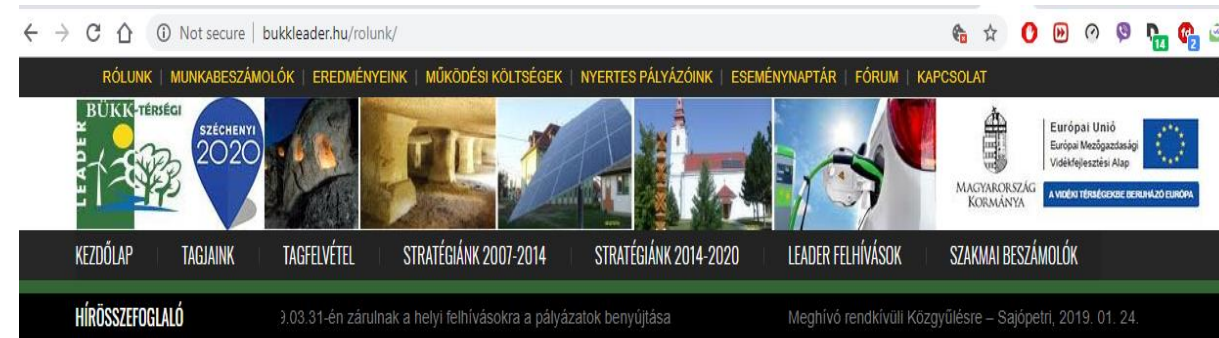 Not secure | bukkleader.hu/rolunk/
14
2
RÓLUNK | MUNKABESZÁMOLÓK | EREDMÉNYEINK | MŰKÖDÉSI KÖLTSÉGEK | NYERTES PÁLYÁZÓINK | ESEMÉNYNAPTÁR | FÓRUM | KAPCSOLAT
BÜKK-TÉRSÉGI
LEADER
SZÉCHENYI
2020
MAGYARORSZÁG
KORMÁNYA
Európai Unió
Európai Mezőgazdasági
Vidékfejlesztési Alap
A VIDÉKI TÉRSÉGEKBE BERUHÁZÓ EURÓPA
KEZDŐLAP TAGJAINK TAGFELVÉTEL STRATÉGIÁNK 2007-2014 STRATÉGIÁNK 2014-2020 LEADER FELHÍVÁSOK SZAKMAI BESZÁMOLÓK
HÍRÖSSZEFOGLALÓ 9.03.31-én zárulnak a helyi felhívásokra a pályázatok benyújtása Meghívó rendkívüli Közgyűlésre – Sajópetri, 2019. 01. 24.